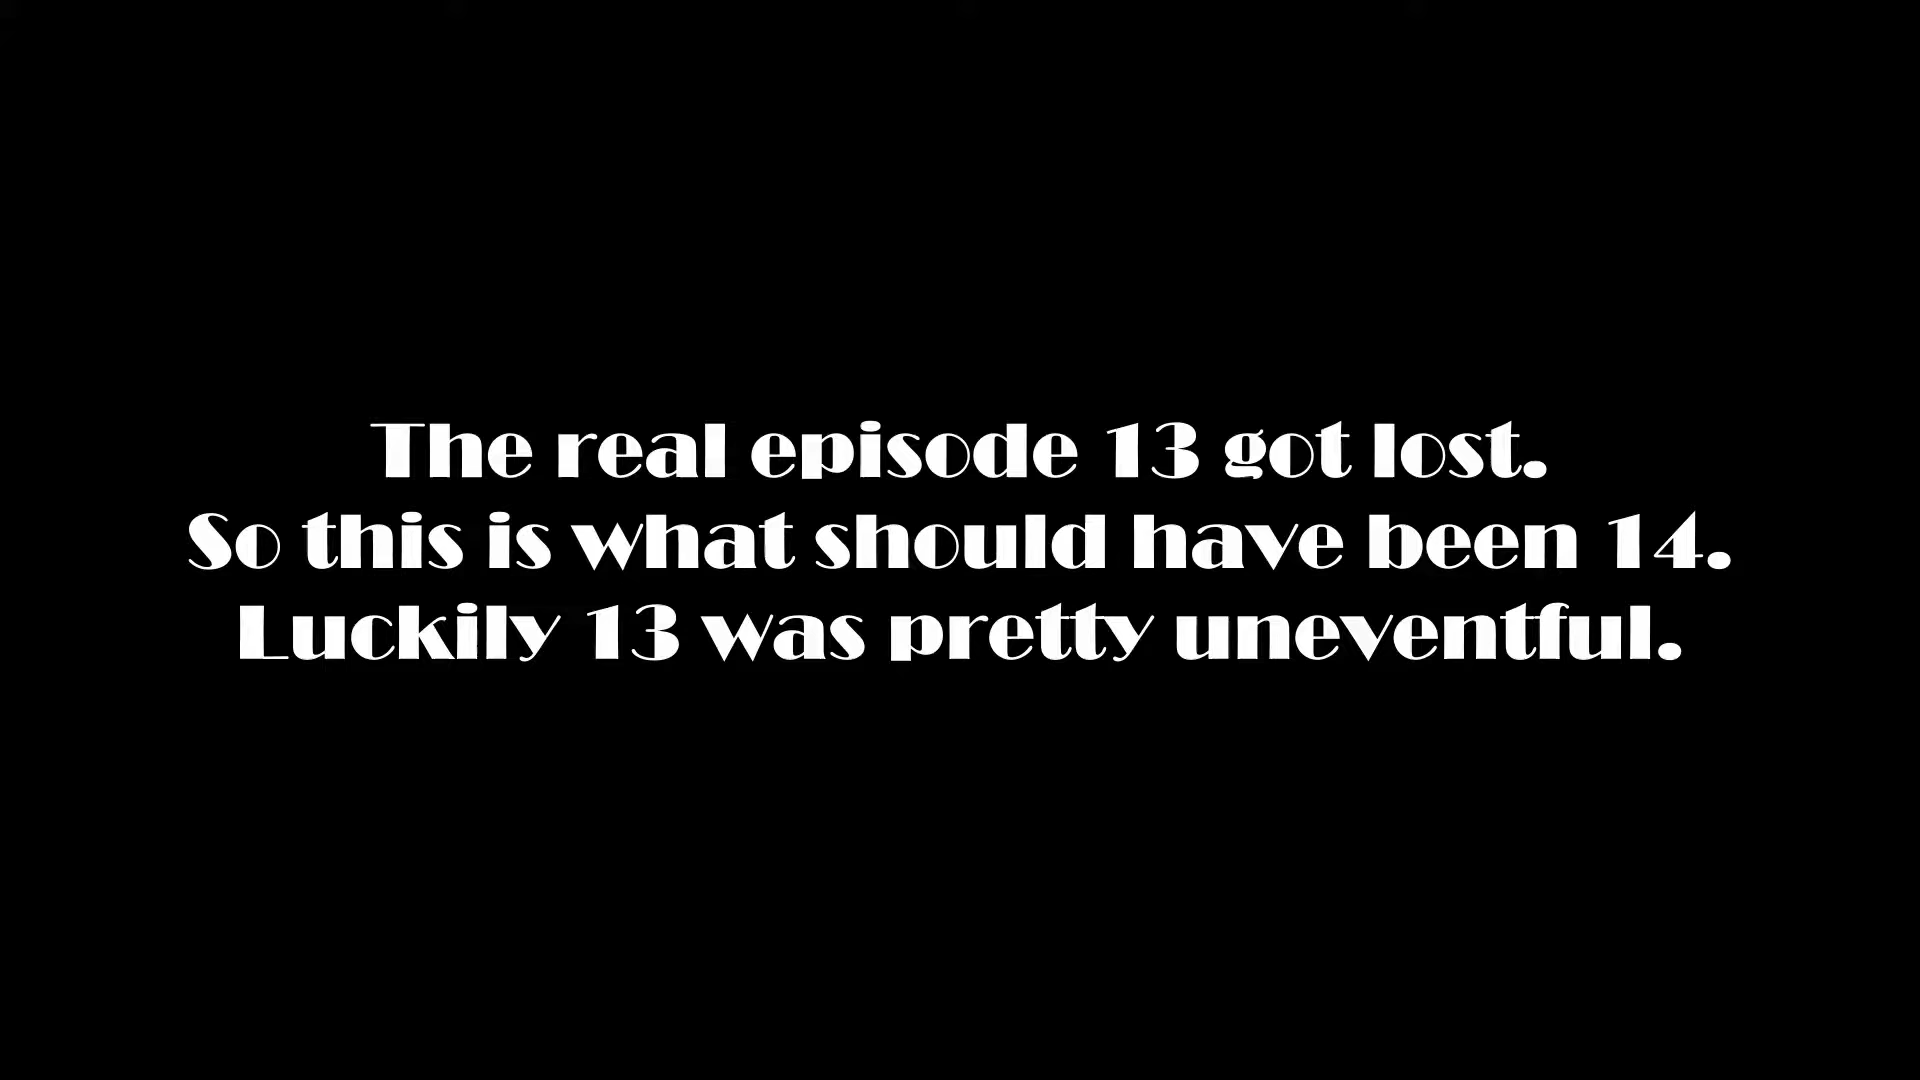 The real episode 13 got lost.
So this is what should have been 14.
Luckily 13 was pretty uneventful.